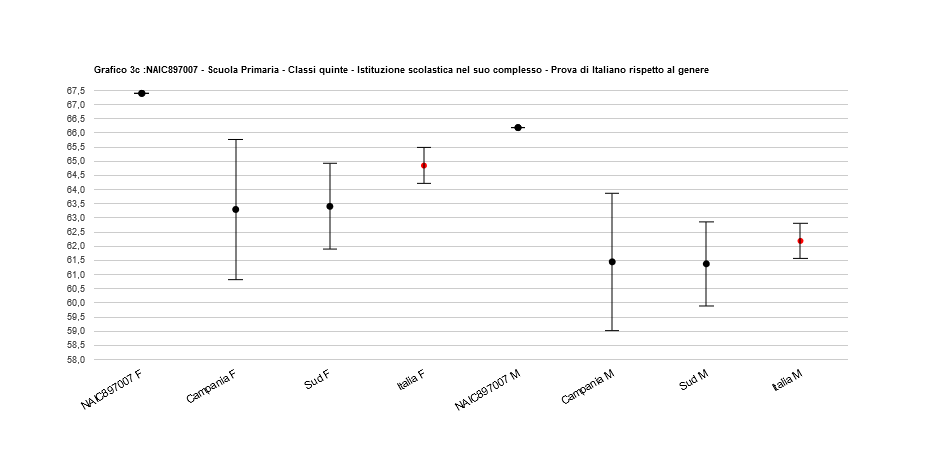 Grafico 3c :NAIC897007 - Scuola Primaria - Classi quinte - Istituzione scolastica nel suo complesso - Prova di Italiano rispetto al genere
67,5
67,0
66,5
66,0
65,5
65,0
64,5
64,0
63,5
63,0
62,5
62,0
61,5
61,0
60,5
60,0
59,5
59,0
58,5
58,0
NAIC897007 F
Campania F
Sud F
Italia F
NAIC897007 M
Campania M
Sud M
Italia M